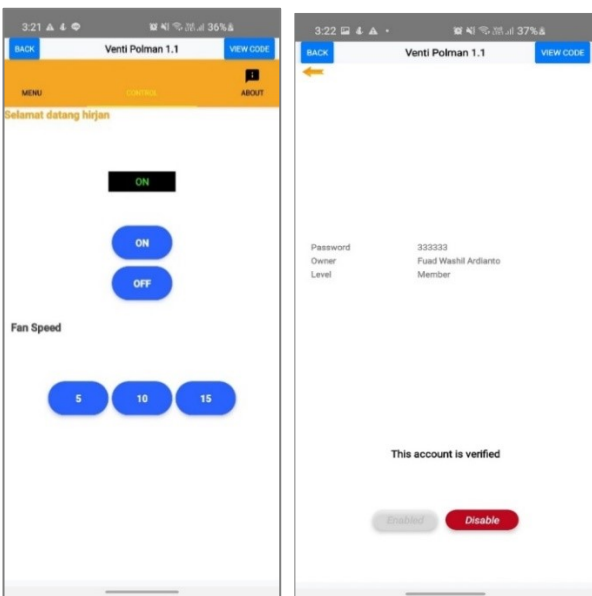 3:21
36%
BACK
Venti Polman 1.1
VIEW CODE
MENU
CONTROL
ABOUT
Selamat datang hirjan
ON
ON
OFF
Fan Speed
5
10
15
3:22
37%
BACK
Venti Polman 1.1
VIEW CODE
Password 333333
Owner Fuad Washil Ardianto
Level Member
This account is verified
Enabled
Disable